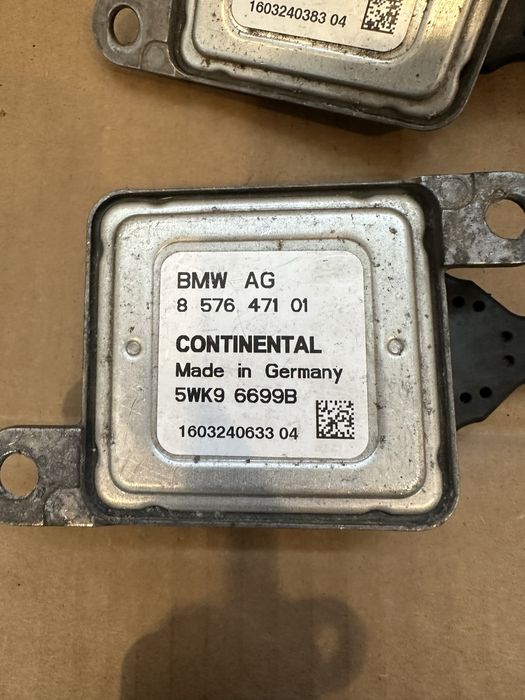 1603240383 04
BMW AG
8 576 471 01
CONTINENTAL
Made in Germany
5WK9 6699B
1603240633 04